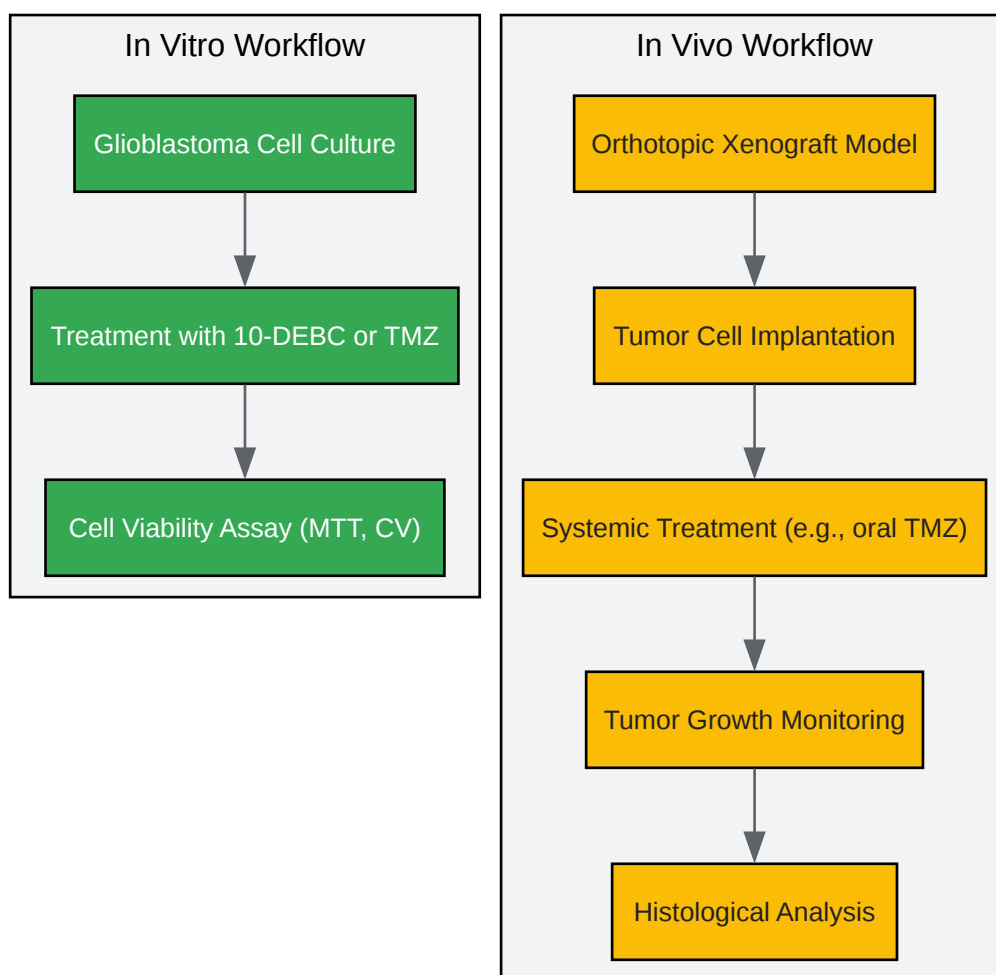 In Vitro Workflow
Glioblastoma Cell Culture
Treatment with 10-DEBC or TMZ
Cell Viability Assay (MTT, CV)
In Vivo Workflow
Orthotopic Xenograft Model
Tumor Cell Implantation
Systemic Treatment (e.g., oral TMZ)
Tumor Growth Monitoring
Histological Analysis